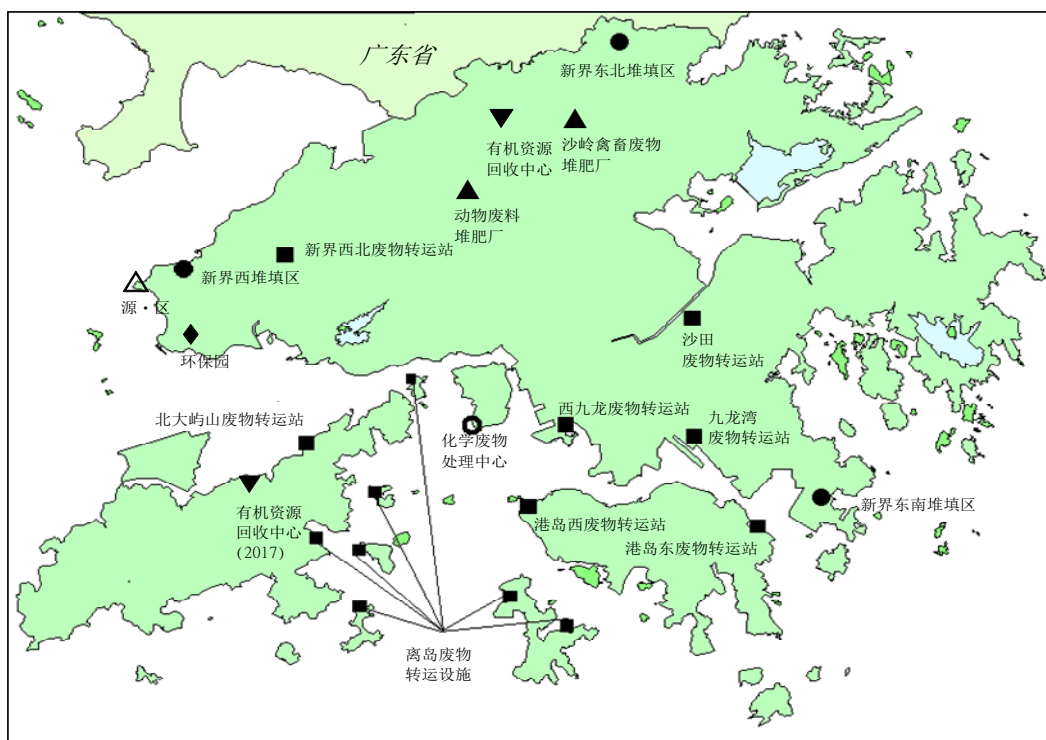 广东省
新界东北堆填区
有机资源
回收中心
沙岭禽畜废物
堆肥厂
动物废料
堆肥厂
新界西北废物转运站
新界西堆填区
源·区
环保园
沙田
废物转运站
北大屿山废物转运站
化学废物
处理中心
西九龙废物转运站
九龙湾
废物转运站
有机资源
回收中心
(2017)
港岛西废物转运站
新界东南堆填区
港岛东废物转运站
离岛废物
转运设施